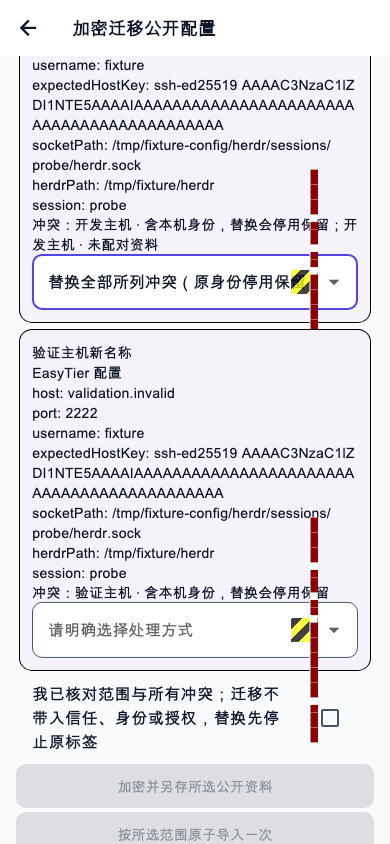 加密迁移公开配置
username: fixture
expectedHostKey: ssh-ed25519 AAAAC3NzaC1lZ
DI1NTE5AAAAIAAAAAAAAAAAAAAAAAAAAAAA
AAAAAAAAAAAAAAAAAAAA
socketPath: /tmp/fixture-config/herdr/sessions/
probe/herdr.sock
herdrPath: /tmp/fixture/herdr
session: probe
冲突：开发主机 · 含本机身份，替换会停用保留；开
发主机 · 未配对资料
替换全部所列冲突（原身份停用保
验证主机新名称
EasyTier 配置
host: validation.invalid
port: 2222
username: fixture
expectedHostKey: ssh-ed25519 AAAAC3NzaC1lZ
DI1NTE5AAAAIAAAAAAAAAAAAAAAAAAAAAAA
AAAAAAAAAAAAAAAAAAAA
socketPath: /tmp/fixture-config/herdr/sessions/
probe/herdr.sock
herdrPath: /tmp/fixture/herdr
session: probe
冲突：验证主机 · 含本机身份，替换会停用保留
请明确选择处理方式
我已核对范围与所有冲突；迁移不
带入信任、身份或授权，替换先停
止原标签
加密并另存所选公开资料
按所选范围原子导入一次